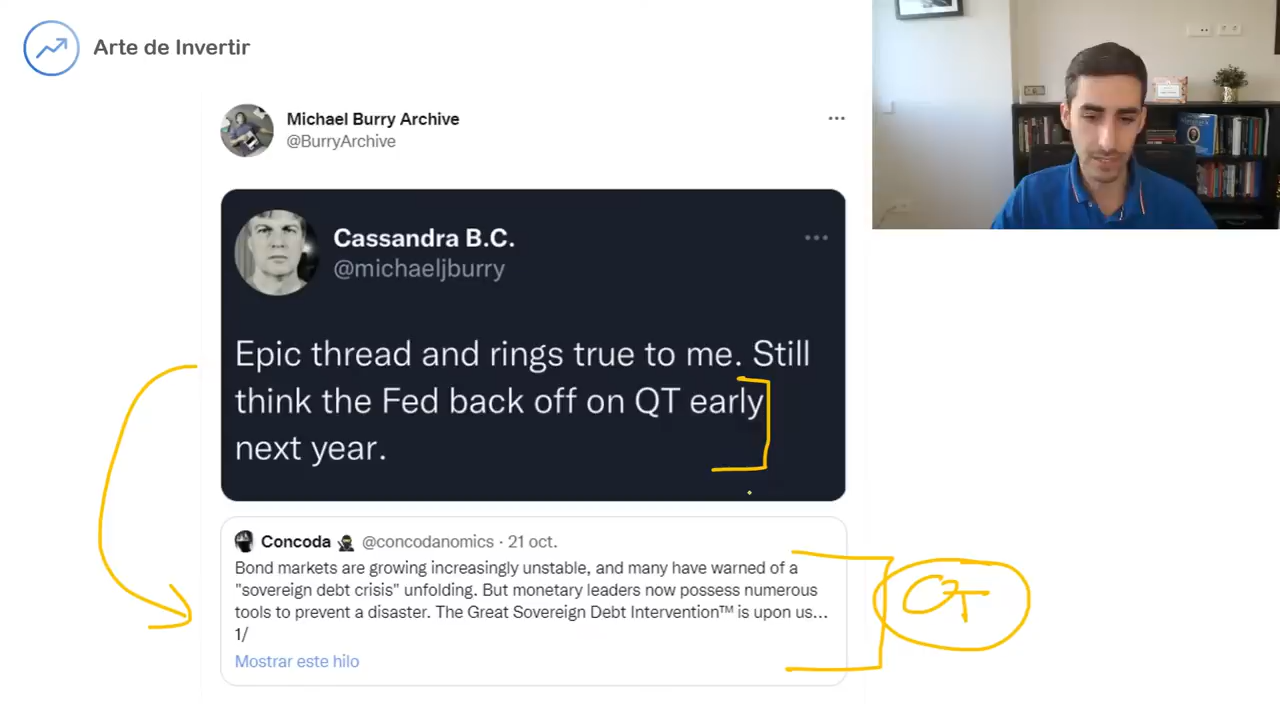 Arte de Invertir
Michael Burry Archive
@BurryArchive
Cassandra B.C.
@michaeljburry
Epic thread and rings true to me. Still
think the Fed back off on QT early
next year.
Concoda @concodanomics · 21 oct.
Bond markets are growing increasingly unstable, and many have warned of a
"sovereign debt crisis" unfolding. But monetary leaders now possess numerous
tools to prevent a disaster. The Great Sovereign Debt Intervention™ is upon us...
1/
Mostrar este hilo
QT